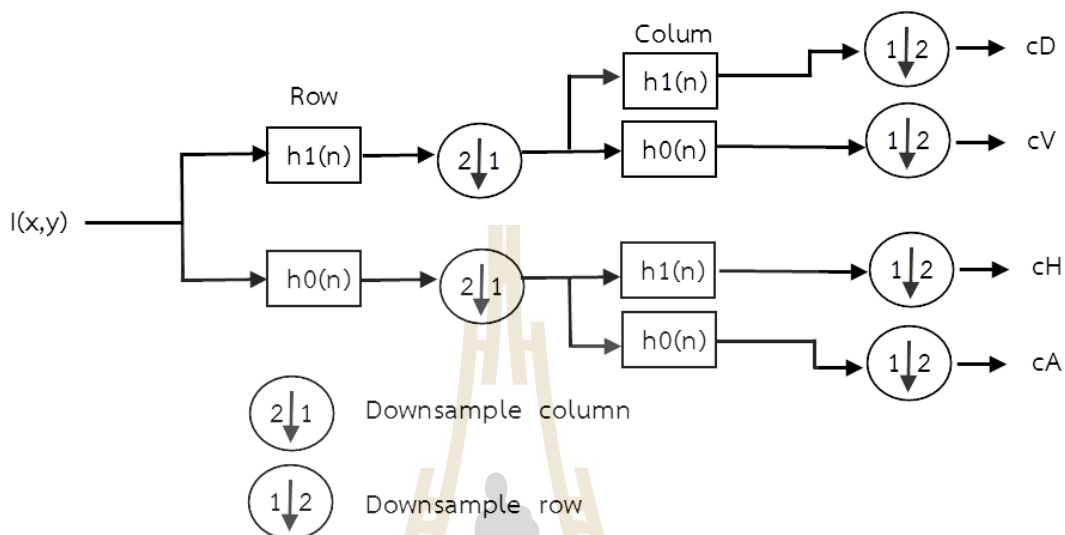 Colum
1 2 cD
Row
h1(n)
h1(n) 2 1 h0(n) 1 2 cV
I(x,y)
h0(n) 2 1 h1(n) 1 2 cH
h0(n) 1 2 cA
2 1 Downsample column
1 2 Downsample row